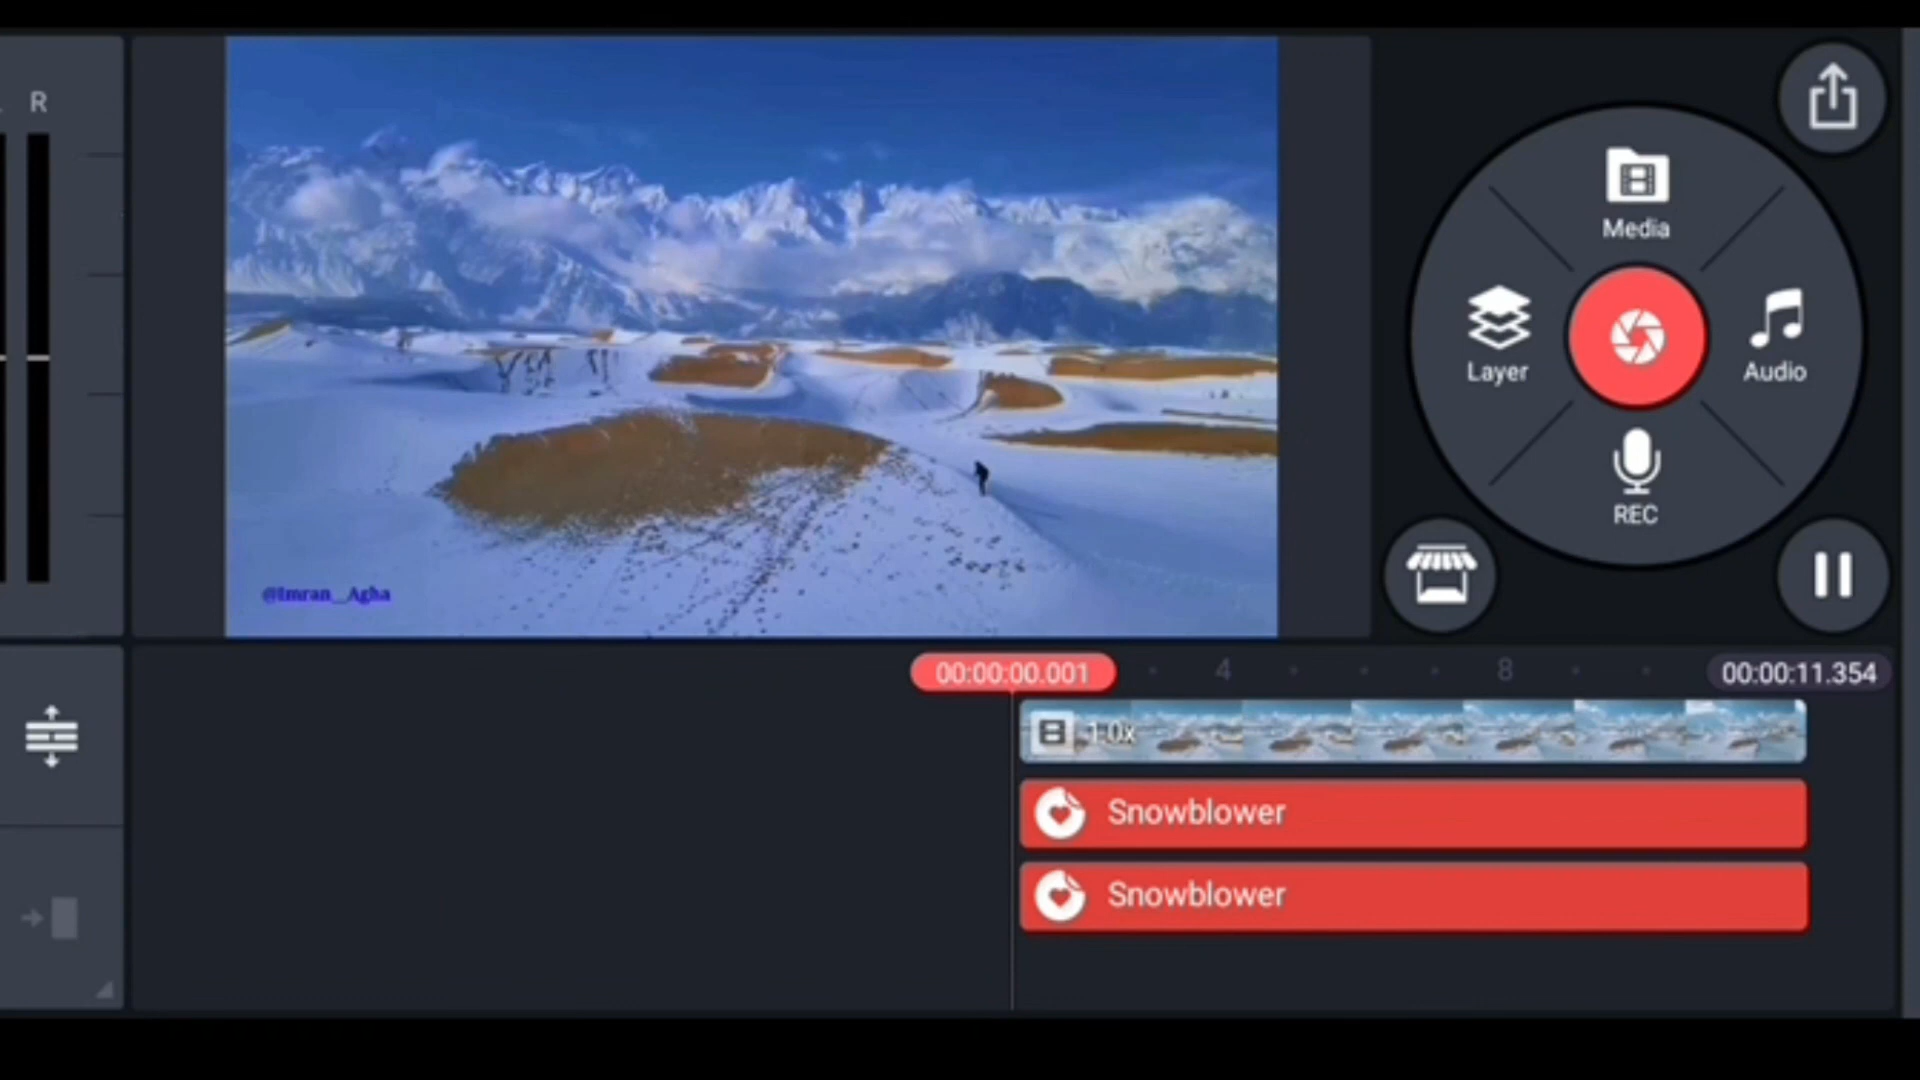 R
Media
Layer
Audio
REC
@Imran__Agha
00:00:00.001
4
8
00:00:11.354
1.0x
Snowblower
Snowblower